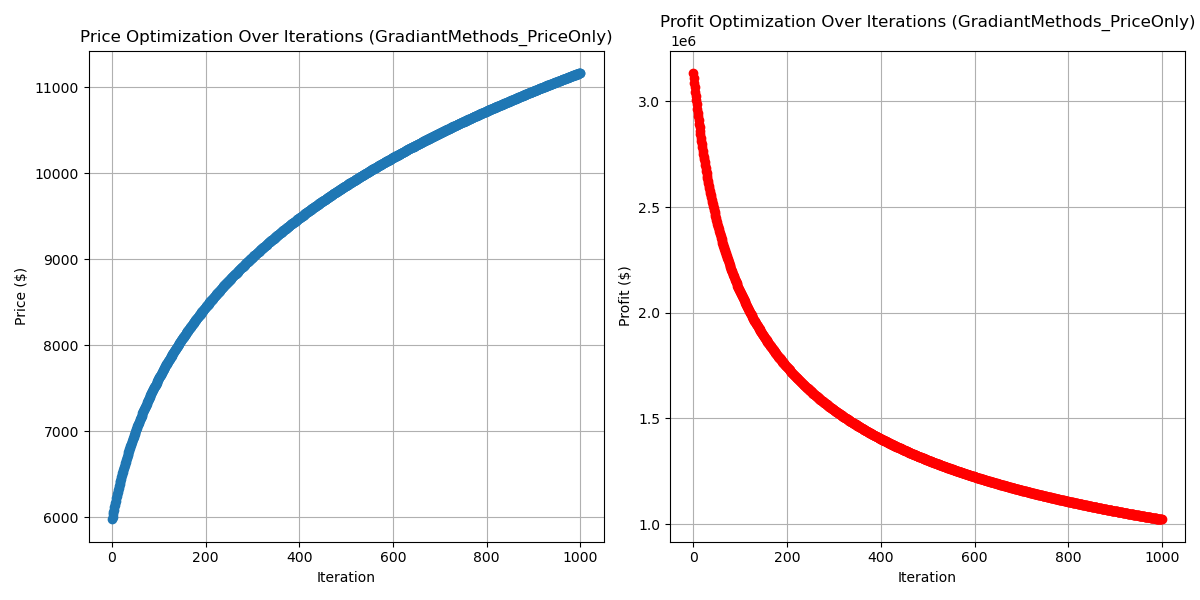 Price Optimization Over Iterations (GradiantMethods_PriceOnly)
11000
10000
9000
8000
7000
6000
Price ($)
0 200 400 600 800 1000
Iteration
Profit Optimization Over Iterations (GradiantMethods_PriceOnly)
1e6
3.0
2.5
2.0
1.5
1.0
Profit ($)
0 200 400 600 800 1000
Iteration